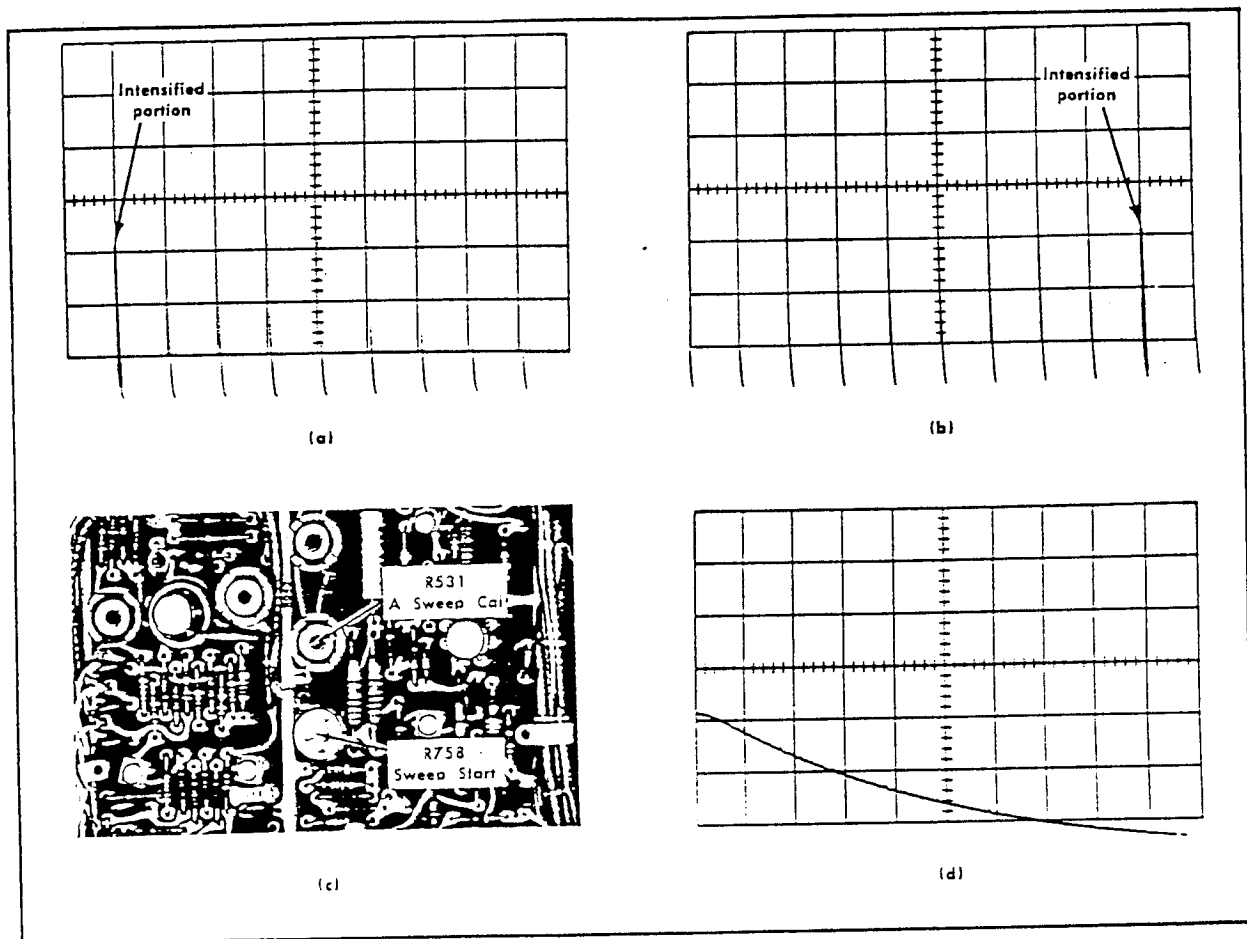 Intensified
portion
Intensified
portion
(a)
(b)
R531
A Sweep Cal
R758
Sweep Start
(c)
(d)